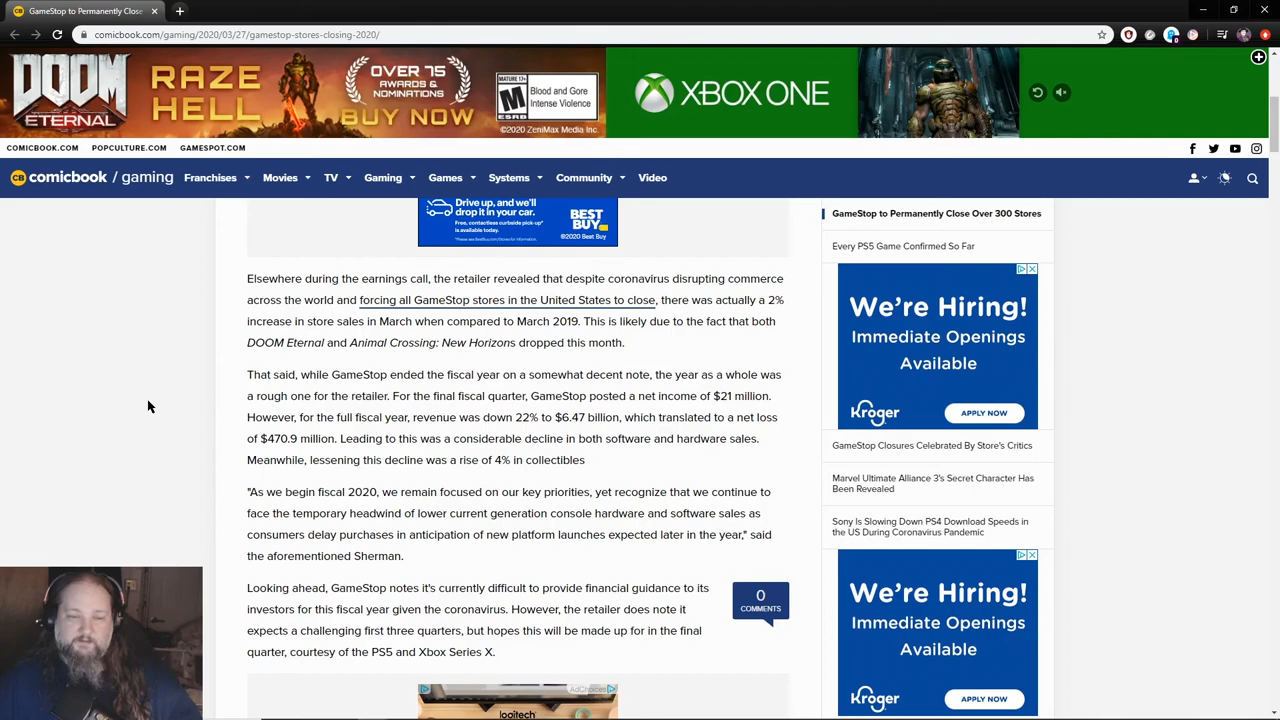 GameStop to Permanently Close
comicbook.com/gaming/2020/03/27/gamestop-stores-closing-2020/
DOOM
ETERNAL
RAZE
HELL
OVER 75
AWARDS &
NOMINATIONS
BUY NOW
MATURE 17+
M
ESRB
Blood and Gore
Intense Violence
©2020 ZeniMax Media Inc.
XBOX ONE
COMICBOOK.COM POPCULTURE.COM GAMESPOT.COM
CB comicbook / gaming Franchises Movies TV Gaming Games Systems Community Video
Drive up, and we'll
drop it in your car.
Free, contactless curbside pick-up*
is available today.
BEST
BUY
©2020 Best Buy
Elsewhere during the earnings call, the retailer revealed that despite coronavirus disrupting commerce
across the world and forcing all GameStop stores in the United States to close, there was actually a 2%
increase in store sales in March when compared to March 2019. This is likely due to the fact that both
DOOM Eternal and Animal Crossing: New Horizons dropped this month.
That said, while GameStop ended the fiscal year on a somewhat decent note, the year as a whole was
a rough one for the retailer. For the final fiscal quarter, GameStop posted a net income of $21 million.
However, for the full fiscal year, revenue was down 22% to $6.47 billion, which translated to a net loss
of $470.9 million. Leading to this was a considerable decline in both software and hardware sales.
Meanwhile, lessening this decline was a rise of 4% in collectibles
"As we begin fiscal 2020, we remain focused on our key priorities, yet recognize that we continue to
face the temporary headwind of lower current generation console hardware and software sales as
consumers delay purchases in anticipation of new platform launches expected later in the year," said
the aforementioned Sherman.
Looking ahead, GameStop notes it's currently difficult to provide financial guidance to its
investors for this fiscal year given the coronavirus. However, the retailer does note it
expects a challenging first three quarters, but hopes this will be made up for in the final
quarter, courtesy of the PS5 and Xbox Series X.
0
COMMENTS
AdChoices
logitech
GameStop to Permanently Close Over 300 Stores
Every PS5 Game Confirmed So Far
We're Hiring!
Immediate Openings
Available
Kroger
APPLY NOW
GameStop Closures Celebrated By Store's Critics
Marvel Ultimate Alliance 3's Secret Character Has
Been Revealed
Sony Is Slowing Down PS4 Download Speeds in
the US During Coronavirus Pandemic
We're Hiring!
Immediate Openings
Available
Kroger
APPLY NOW